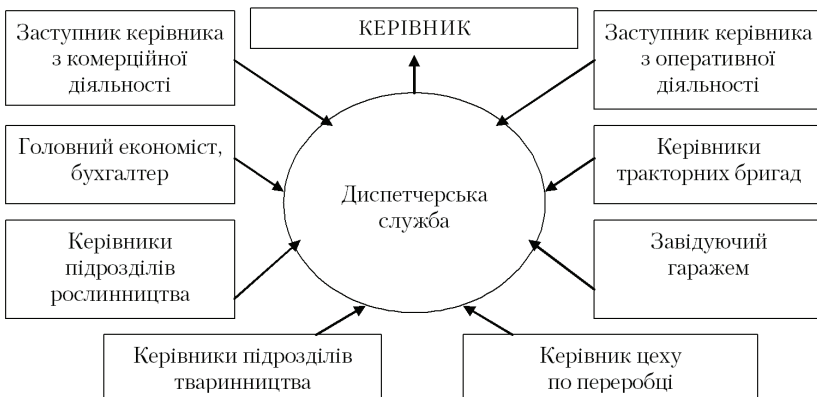 КЕРІВНИК
Заступник керівника
з комерційної
діяльності
Заступник керівника
з оперативної
діяльності
Головний економіст,
бухгалтер
Керівники
тракторних бригад
Диспетчерська
служба
Керівники
підрозділів
рослинництва
Завідуючий
гаражем
Керівники підрозділів
тваринництва
Керівник цеху
по переробці